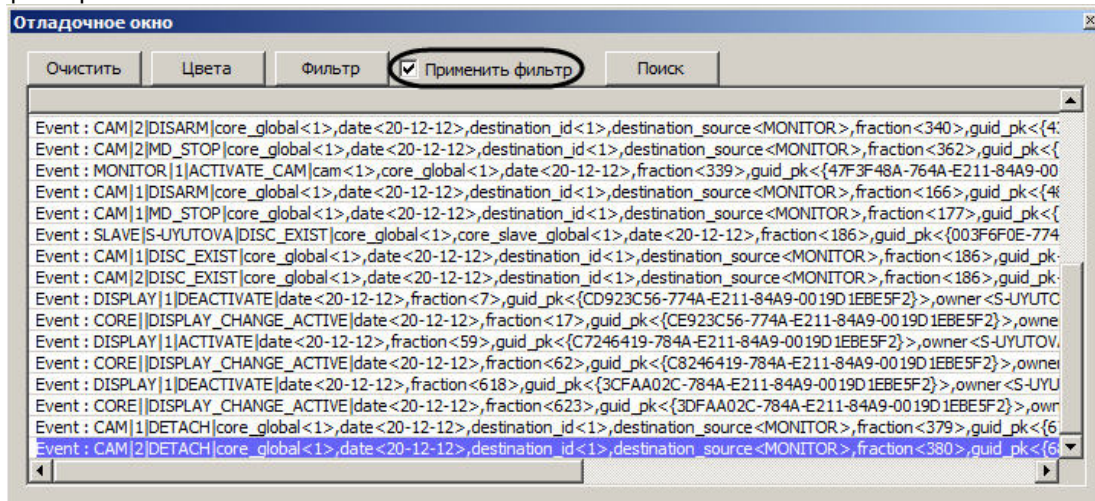 Отладочное окно
Очистить Цвета Фильтр Применить фильтр Поиск
Event : CAM|2|DISARM|core_global<1>,date<20-12-12>,destination_id<1>,destination_source<MONITOR>,fraction<340>,guid_pk<{43
Event : CAM|2|MD_STOP|core_global<1>,date<20-12-12>,destination_id<1>,destination_source<MONITOR>,fraction<362>,guid_pk<{
Event : MONITOR|1|ACTIVATE_CAM|cam<1>,core_global<1>,date<20-12-12>,fraction<339>,guid_pk<{47F3F48A-764A-E211-84A9-00
Event : CAM|1|DISARM|core_global<1>,date<20-12-12>,destination_id<1>,destination_source<MONITOR>,fraction<166>,guid_pk<{48
Event : CAM|1|MD_STOP|core_global<1>,date<20-12-12>,destination_id<1>,destination_source<MONITOR>,fraction<177>,guid_pk<{
Event : SLAVE|S-UYUTOVA|DISC_EXIST|core_global<1>,core_slave_global<1>,date<20-12-12>,fraction<186>,guid_pk<{003F6F0E-774
Event : CAM|1|DISC_EXIST|core_global<1>,date<20-12-12>,destination_id<1>,destination_source<MONITOR>,fraction<186>,guid_pk
Event : CAM|2|DISC_EXIST|core_global<1>,date<20-12-12>,destination_id<1>,destination_source<MONITOR>,fraction<186>,guid_pk
Event : DISPLAY|1|DEACTIVATE|date<20-12-12>,fraction<7>,guid_pk<{CD923C56-774A-E211-84A9-0019D1EBE5F2}>,owner<S-UYUTO
Event : CORE||DISPLAY_CHANGE_ACTIVE|date<20-12-12>,fraction<17>,guid_pk<{CE923C56-774A-E211-84A9-0019D1EBE5F2}>,owne
Event : DISPLAY|1|ACTIVATE|date<20-12-12>,fraction<59>,guid_pk<{C7246419-784A-E211-84A9-0019D1EBE5F2}>,owner<S-UYUTOV
Event : CORE||DISPLAY_CHANGE_ACTIVE|date<20-12-12>,fraction<62>,guid_pk<{C8246419-784A-E211-84A9-0019D1EBE5F2}>,owner
Event : DISPLAY|1|DEACTIVATE|date<20-12-12>,fraction<618>,guid_pk<{3CFAA02C-784A-E211-84A9-0019D1EBE5F2}>,owner<S-UYU
Event : CORE||DISPLAY_CHANGE_ACTIVE|date<20-12-12>,fraction<623>,guid_pk<{3DFAA02C-784A-E211-84A9-0019D1EBE5F2}>,own
Event : CAM|1|DETACH|core_global<1>,date<20-12-12>,destination_id<1>,destination_source<MONITOR>,fraction<379>,guid_pk<{6
Event : CAM|2|DETACH|core_global<1>,date<20-12-12>,destination_id<1>,destination_source<MONITOR>,fraction<380>,guid_pk<{68